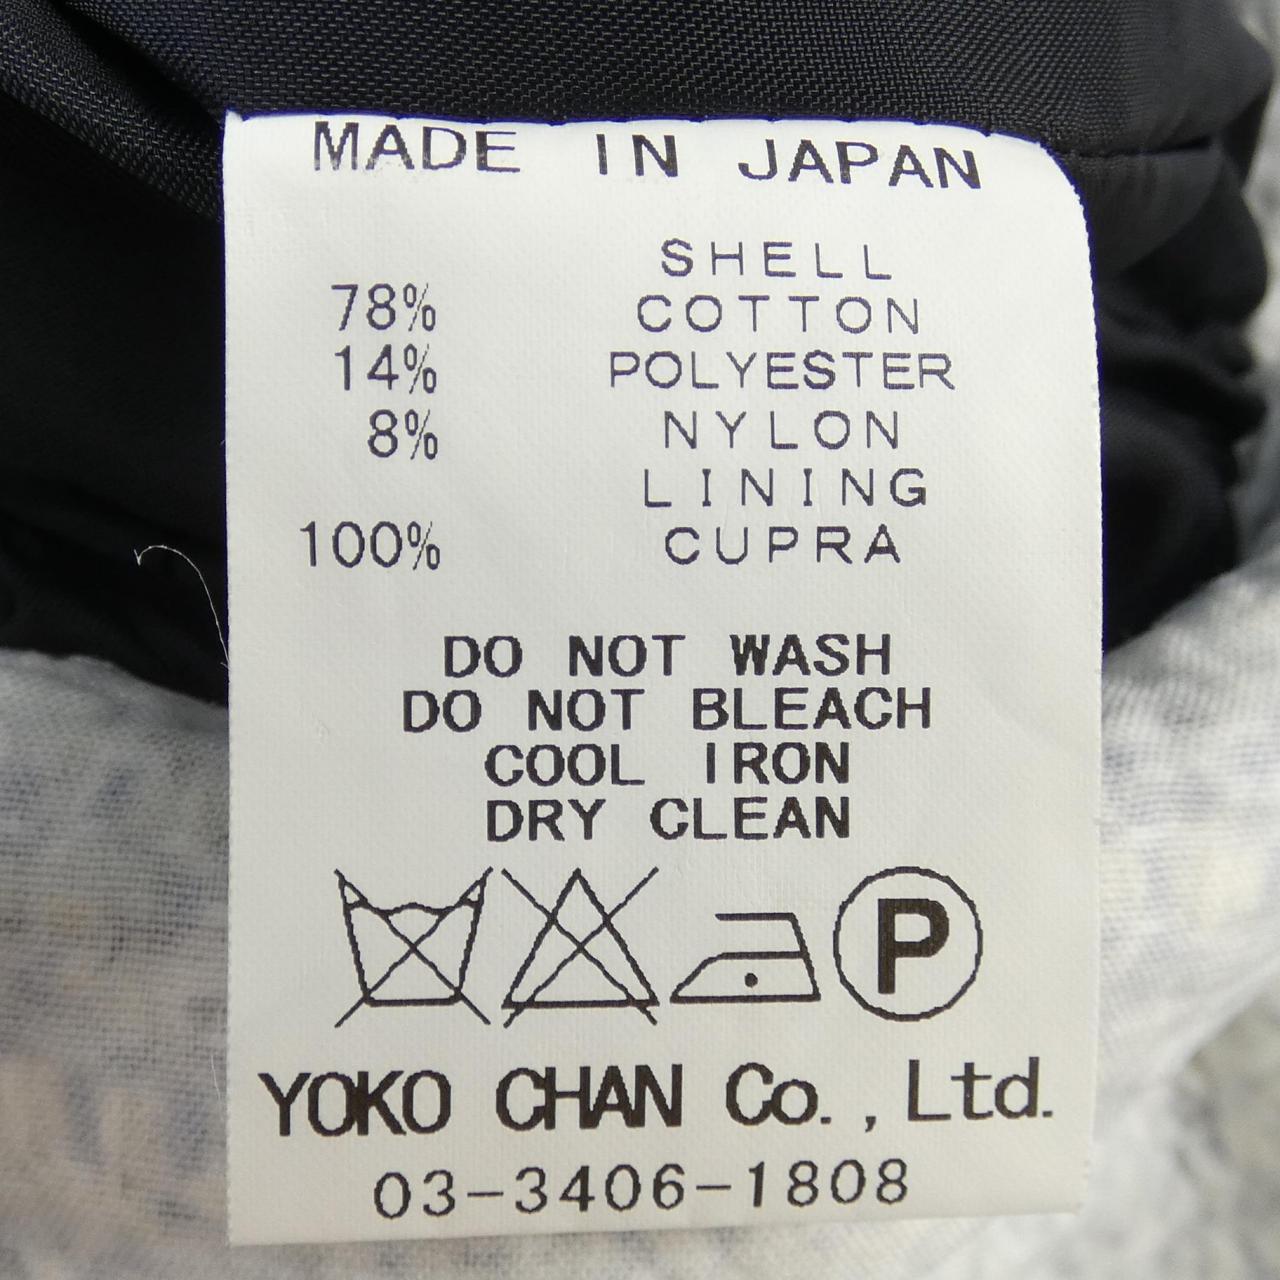 MADE IN JAPAN
SHELL
78% COTTON
14% POLYESTER
8% NYLON
LINING
100% CUPRA
DO NOT WASH
DO NOT BLEACH
COOL IRON
DRY CLEAN
P
YOKO CHAN Co., Ltd.
03-3406-1808